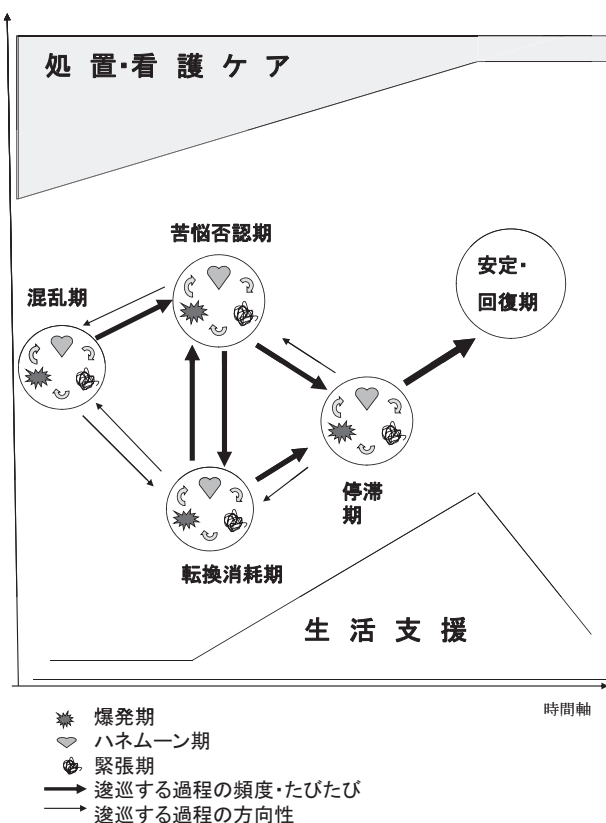 処置・看護ケア
苦悩否認期
混乱期
安定・
回復期
停滞
期
転換消耗期
生活支援
時間軸
爆発期
ハネムーン期
緊張期
逡巡する過程の頻度・たびたび
逡巡する過程の方向性